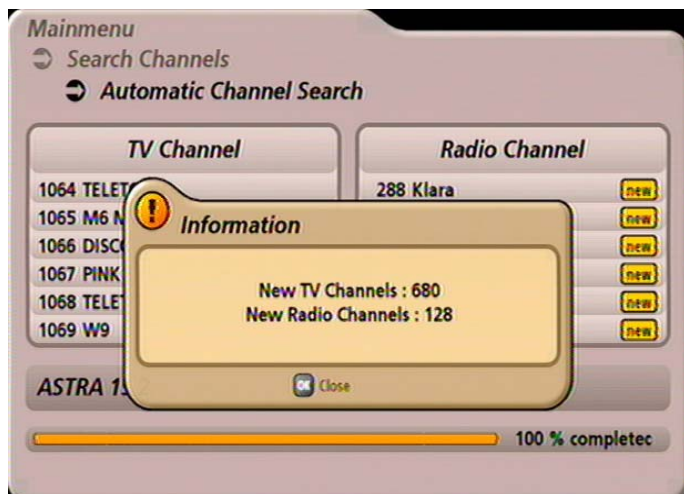 Mainmenu
Search Channels
Automatic Channel Search
TV Channel
Radio Channel
1064 TELET
288 Klara
new
1065 M6
new
1066 DISC
new
1067 PINK
new
1068 TELE
new
1069 W9
new
Information
New TV Channels : 680
New Radio Channels : 128
OK Close
ASTRA
100 % completec